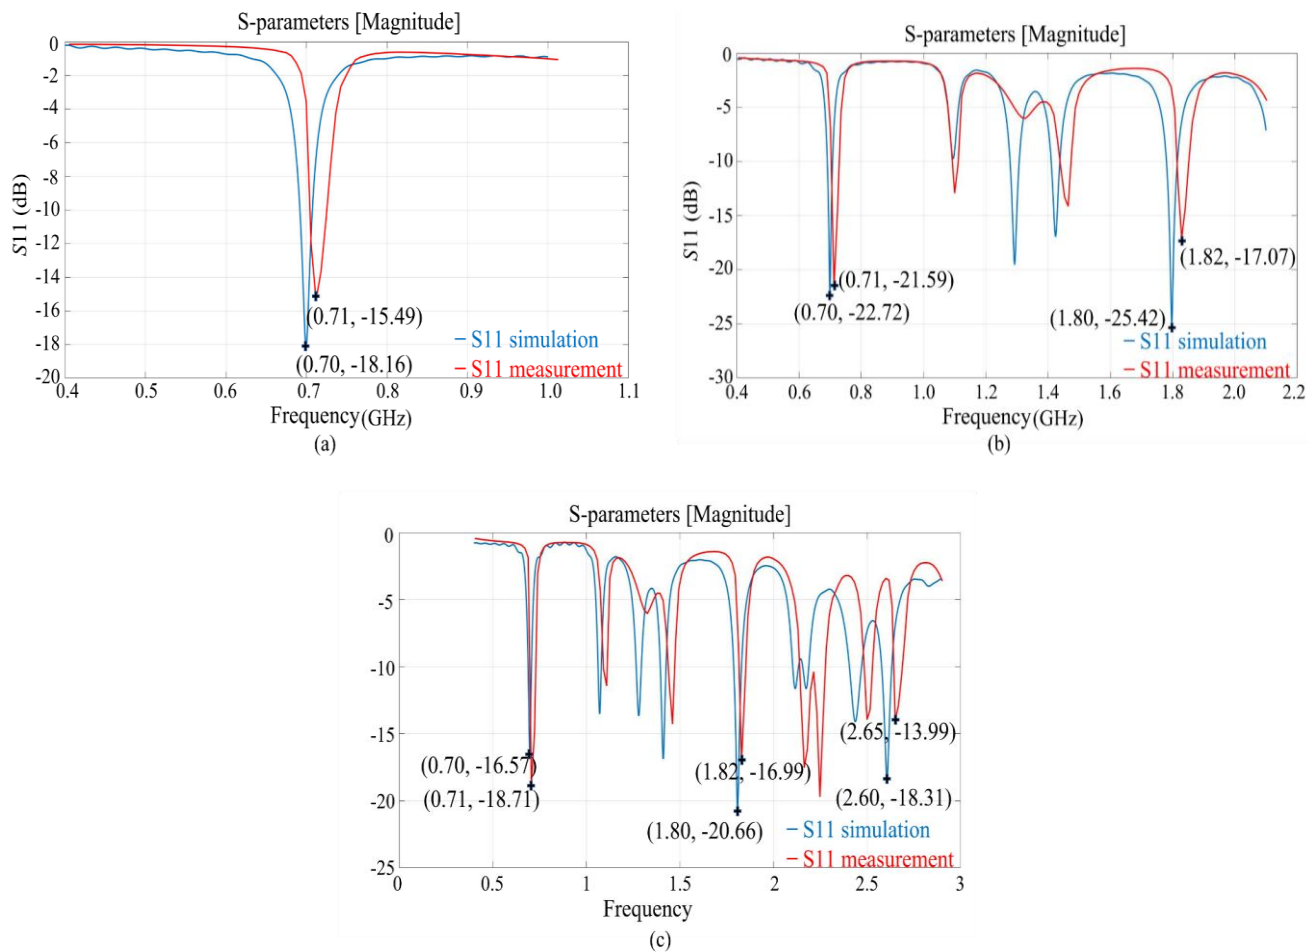 S-parameters [Magnitude]
0
-2
-4
-6
-8
-10
-12
-14
-16
-18
-20
S11 (dB)
(0.71, -15.49)
(0.70, -18.16)
S11 simulation
S11 measurement
0.4 0.5 0.6 0.7 0.8 0.9 1.0 1.1
Frequency (GHz)
(a)
S-parameters [Magnitude]
0
-5
-10
-15
-20
-25
-30
S11 (dB)
(0.71, -21.59)
(0.70, -22.72)
(1.82, -17.07)
(1.80, -25.42)
S11 simulation
S11 measurement
0.4 0.6 0.8 1.0 1.2 1.4 1.6 1.8 2.0 2.2
Frequency (GHz)
(b)
S-parameters [Magnitude]
0
-5
-10
-15
-20
-25
(0.70, -16.57)
(0.71, -18.71)
(1.82, -16.99)
(1.80, -20.66)
(2.65, -13.99)
(2.60, -18.31)
S11 simulation
S11 measurement
0 0.5 1 1.5 2 2.5 3
Frequency
(c)